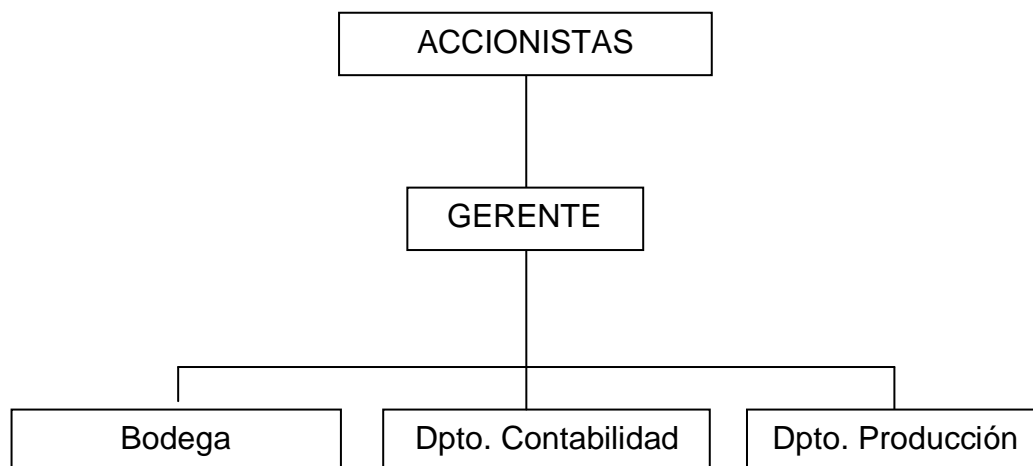 ACCIONISTAS
GERENTE
Bodega
Dpto. Contabilidad
Dpto. Producción